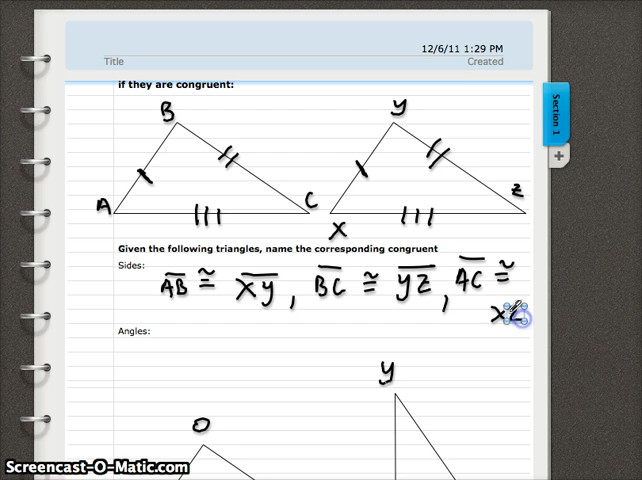 12/6/11 1:29 PM
Title Created
if they are congruent:
Section 1
+
B Y
A C X Z
Given the following triangles, name the corresponding congruent
Sides: AB ≅ XY, BC ≅ YZ, AC ≅
XZ
Angles:
Y
O
Screencast-O-Matic.com